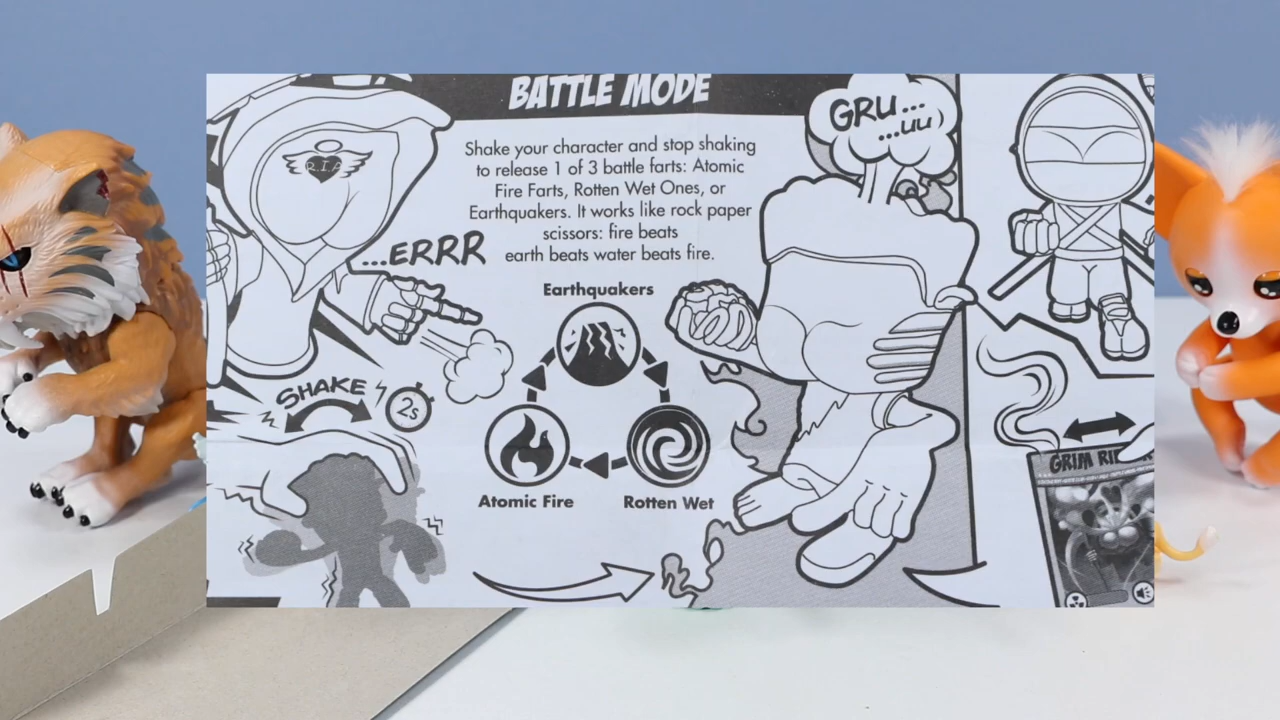 BATTLE MODE
GRU...
...UU)
R.I.P
Shake your character and stop shaking
to release 1 of 3 battle farts: Atomic
Fire Farts, Rotten Wet Ones, or
Earthquakers. It works like rock paper
scissors: fire beats
earth beats water beats fire.
...ERRR
Earthquakers
SHAKE
2s
Atomic Fire
Rotten Wet
GRIM